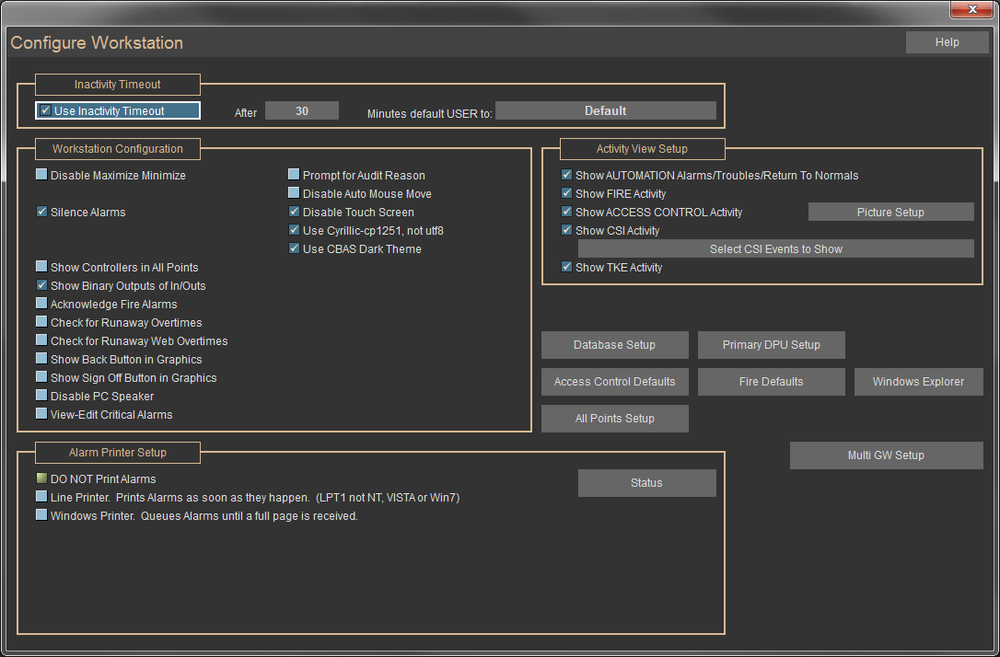 Configure Workstation
Help
Inactivity Timeout
Use Inactivity Timeout
After
30
Minutes default USER to:
Default
Workstation Configuration
Disable Maximize Minimize
Silence Alarms
Show Controllers in All Points
Show Binary Outputs of In/Outs
Acknowledge Fire Alarms
Check for Runaway Overtimes
Check for Runaway Web Overtimes
Show Back Button in Graphics
Show Sign Off Button in Graphics
Disable PC Speaker
View-Edit Critical Alarms
Prompt for Audit Reason
Disable Auto Mouse Move
Disable Touch Screen
Use Cyrillic-cp1251, not utf8
Use CBAS Dark Theme
Activity View Setup
Show AUTOMATION Alarms/Troubles/Return To Normals
Show FIRE Activity
Show ACCESS CONTROL Activity
Picture Setup
Show CSI Activity
Select CSI Events to Show
Show TKE Activity
Database Setup
Primary DPU Setup
Access Control Defaults
Fire Defaults
Windows Explorer
All Points Setup
Multi GW Setup
Alarm Printer Setup
DO NOT Print Alarms
Line Printer.  Prints Alarms as soon as they happen.  (LPT1 not NT, VISTA or Win7)
Windows Printer.  Queues Alarms until a full page is received.
Status